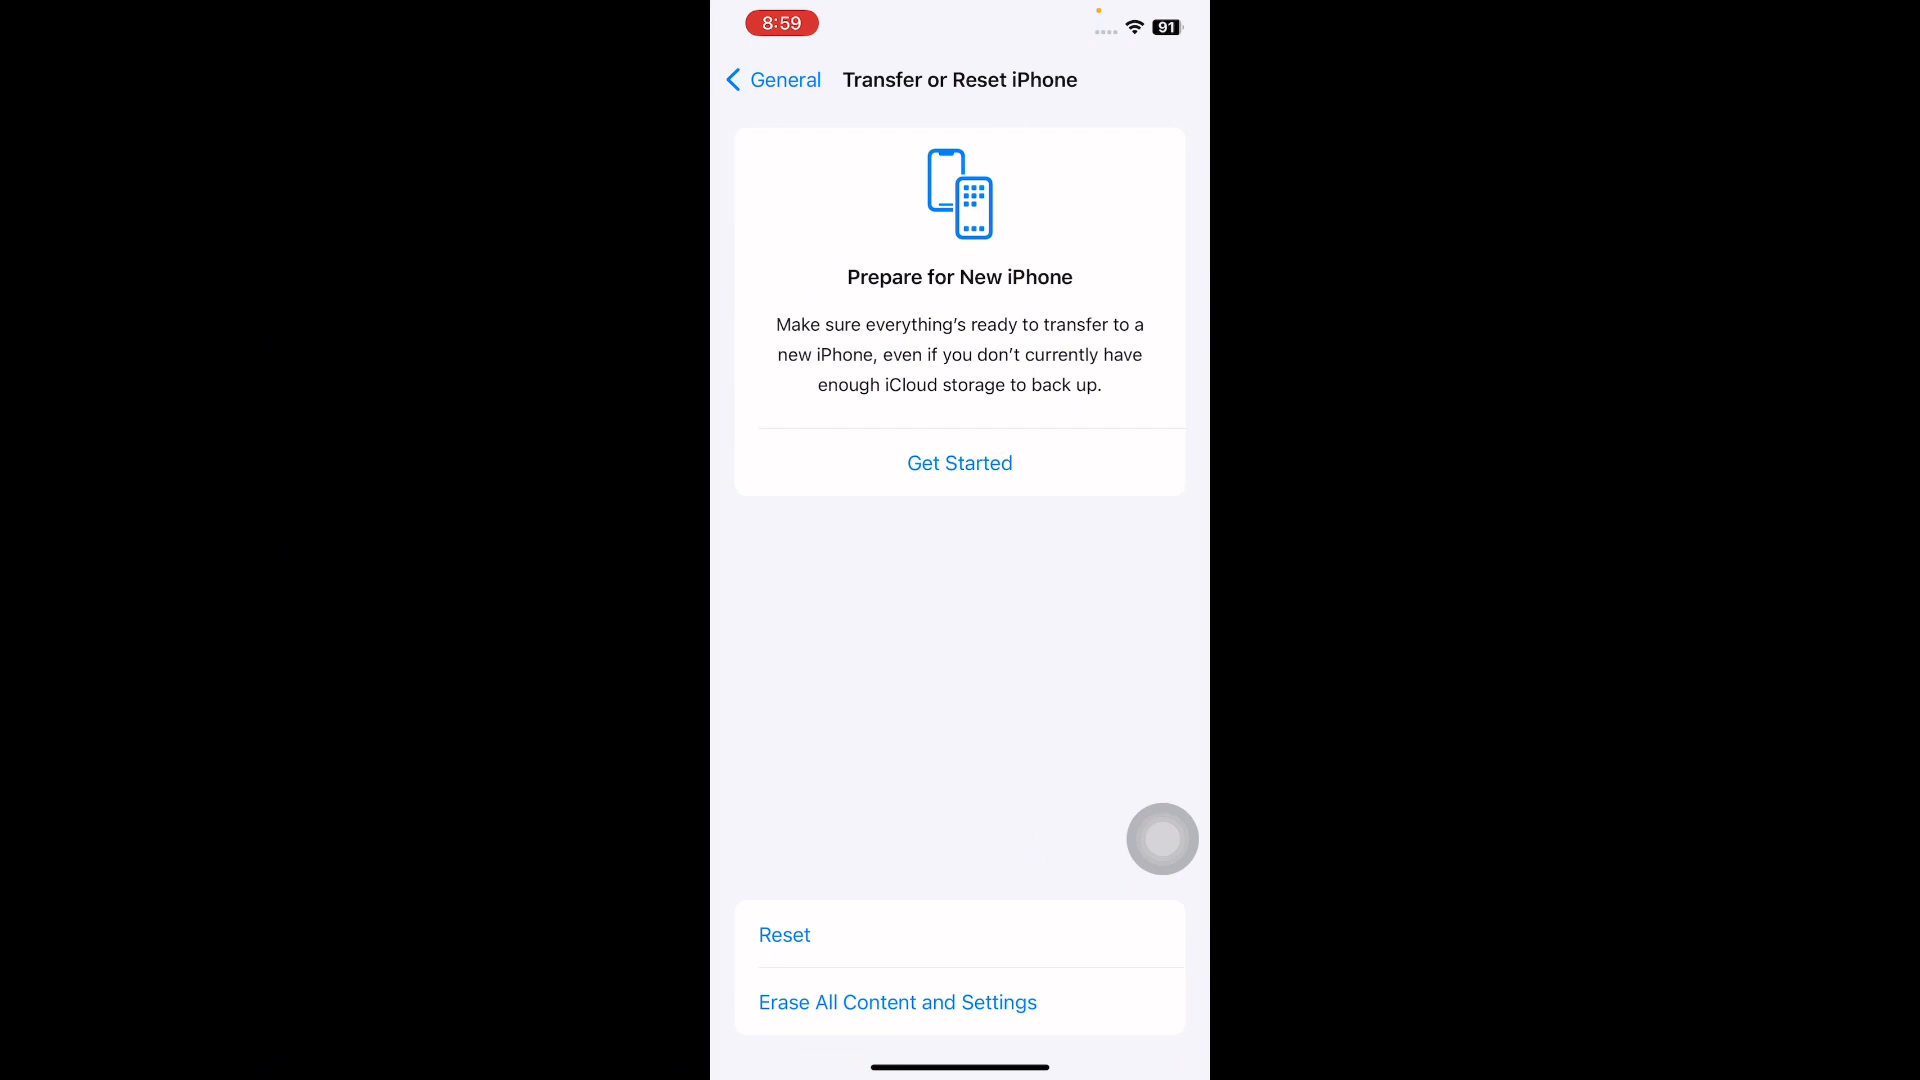 8:59
91
General
Transfer or Reset iPhone
Prepare for New iPhone
Make sure everything’s ready to transfer to a
new iPhone, even if you don’t currently have
enough iCloud storage to back up.
Get Started
Reset
Erase All Content and Settings